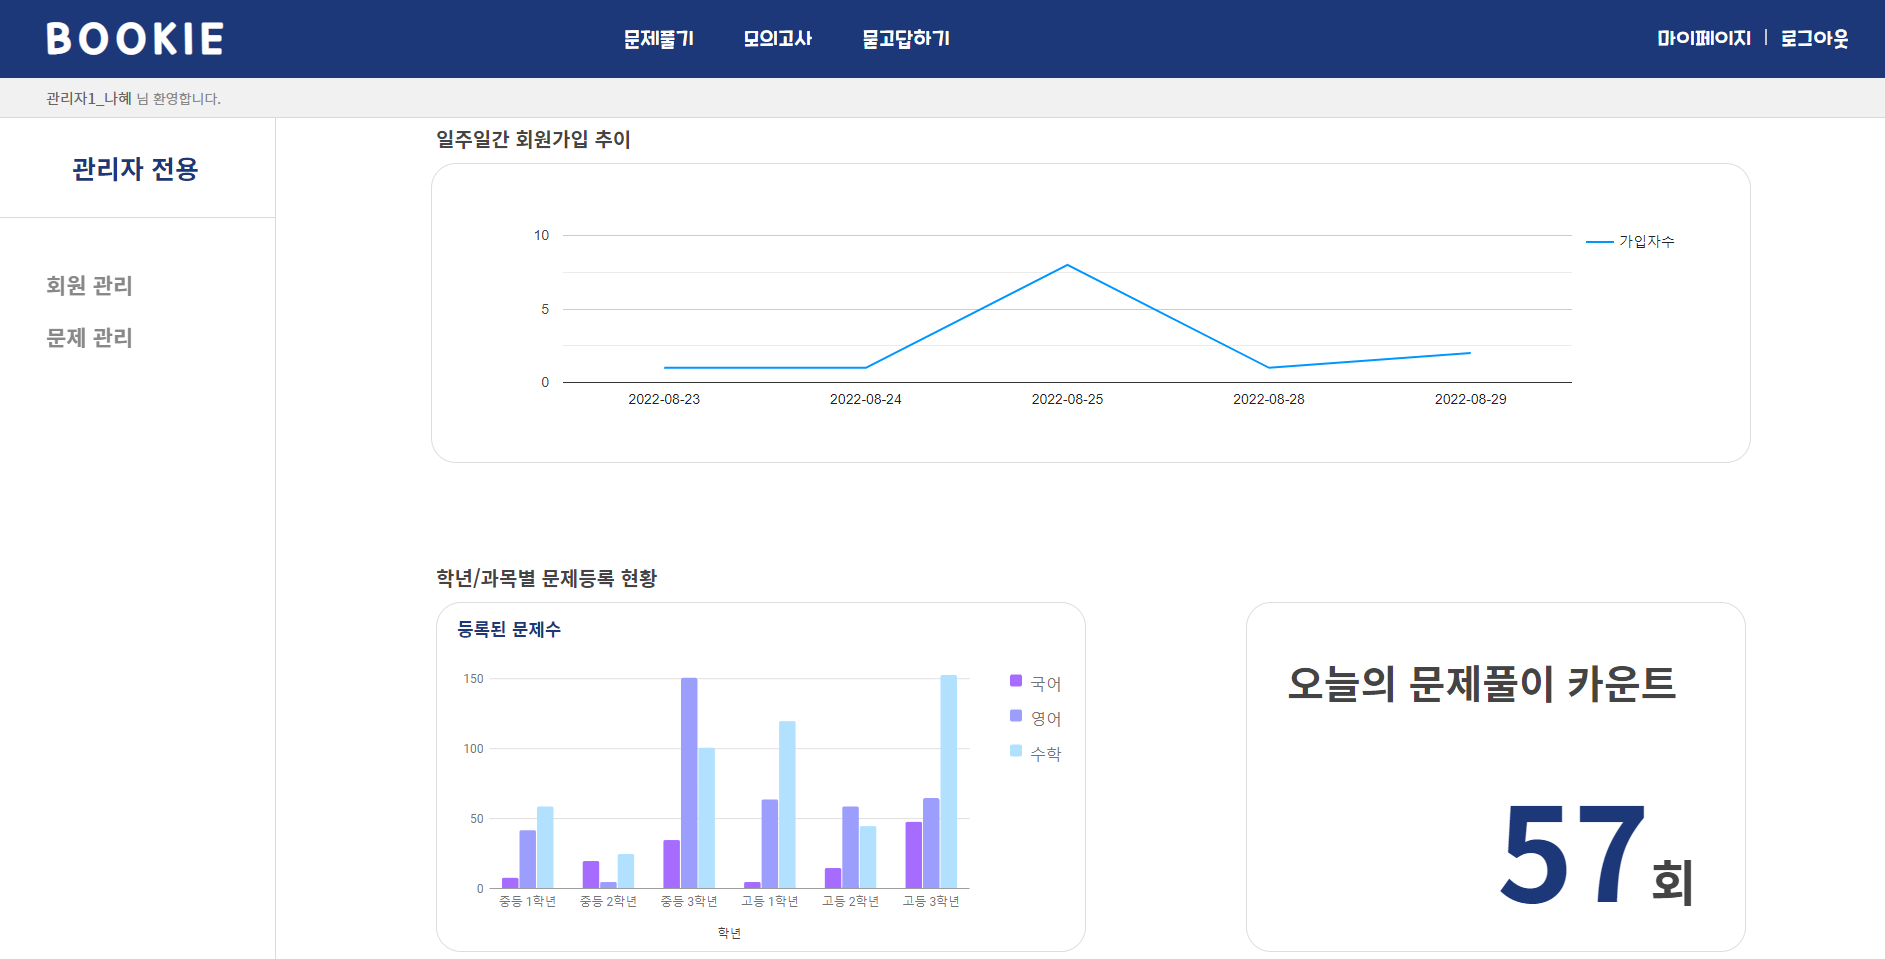 BOOKIE
문제풀기 모의고사 묻고답하기
마이페이지 | 로그아웃
관리자1_나혜 님 환영합니다.
관리자 전용
회원 관리
문제 관리
일주일간 회원가입 추이
10
5
0
2022-08-23 2022-08-24 2022-08-25 2022-08-28 2022-08-29
가입자수
학년/과목별 문제등록 현황
등록된 문제수
150
100
50
0
중등 1학년 중등 2학년 중등 3학년 고등 1학년 고등 2학년 고등 3학년
학년
국어
영어
수학
오늘의 문제풀이 카운트
57 회